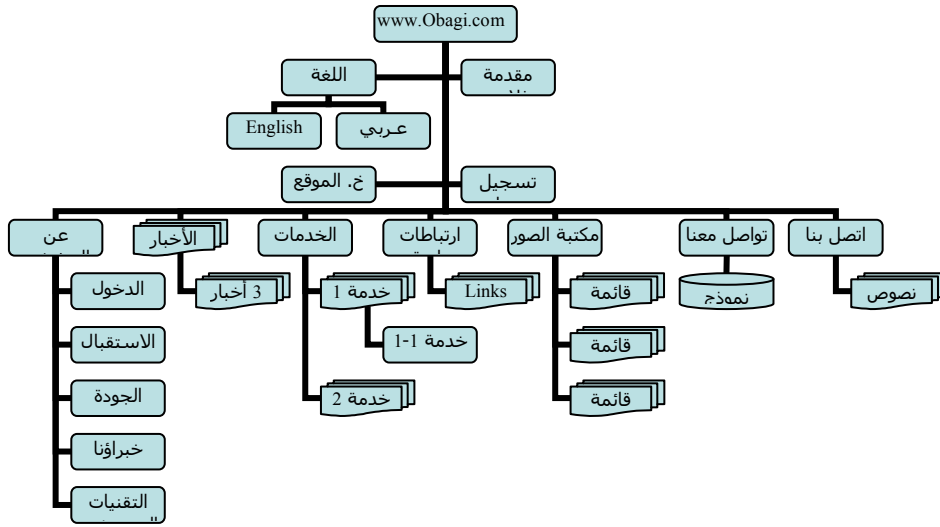 www.Obagi.com
مقدمة
اللغة
عربي
English
تسجيل
خ. الموقع
اتصل بنا
تواصل معنا
مكتبة الصور
ارتباطات
الخدمات
الأخبار
عن
نصوص
نموذج
قائمة
Links
خدمة 1
3 أخبار
الدخول
قائمة
خدمة 1-1
الاستقبال
قائمة
خدمة 2
الجودة
خبراؤنا
التقنيات